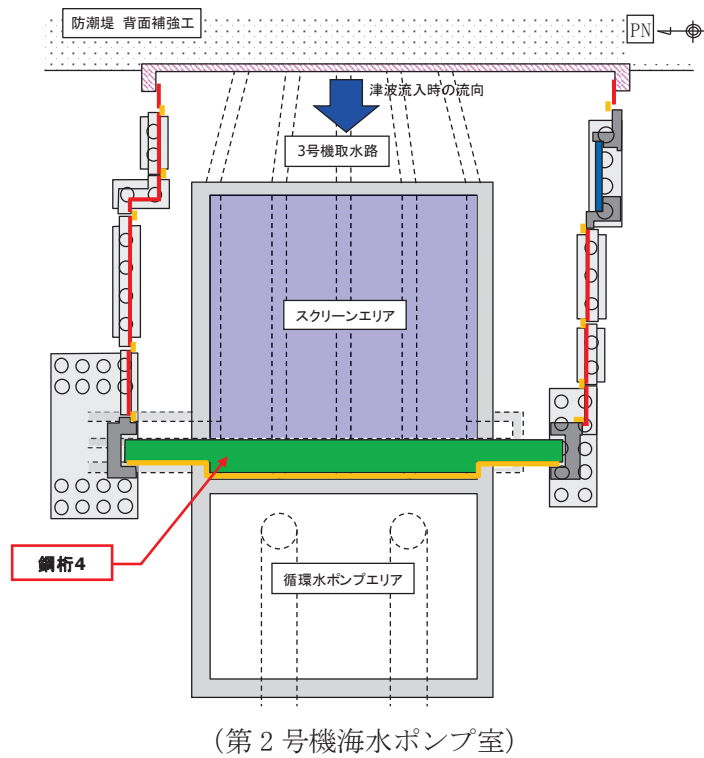 防潮堤 背面補強工
PN
津波流入時の流向
3号機取水路
スクリーンエリア
鋼桁4
循環水ポンプエリア
(第2号機海水ポンプ室)